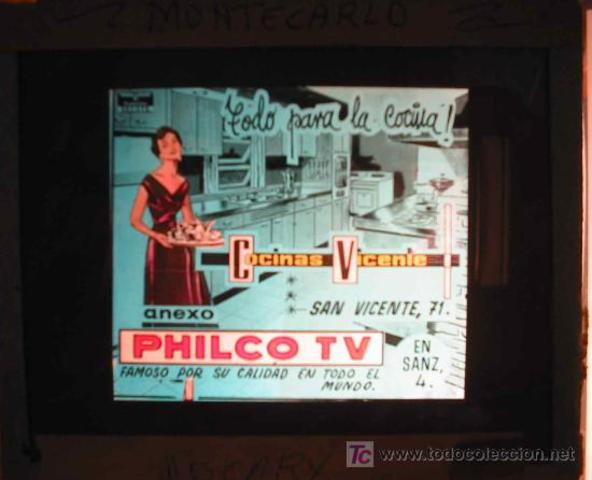 MONTECARLO
¡Todo para la Cocina!
Cocinas Vicente
SAN VICENTE, 71.
anexo
PHILCO TV
EN
SANZ,
4.
FAMOSO POR SU CALIDAD EN TODO EL
MUNDO.
TC www.todocoleccion.net